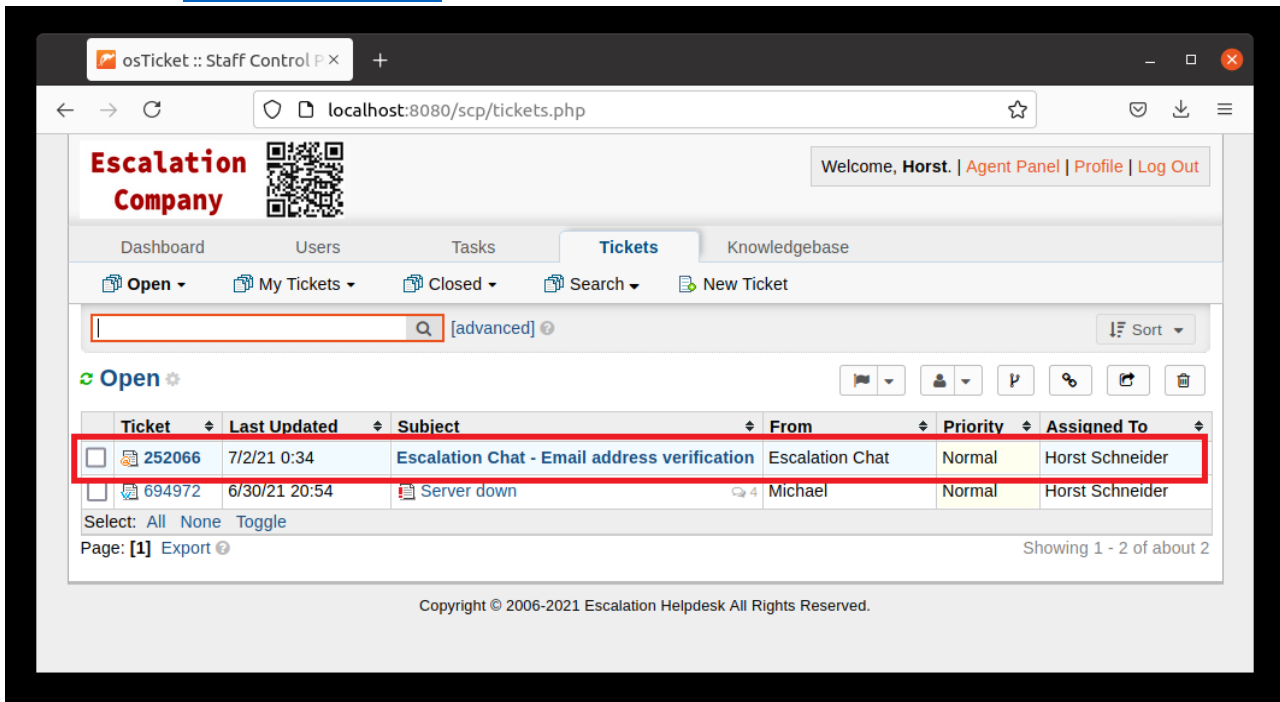 osTicket :: Staff Control P
localhost:8080/scp/tickets.php
Escalation
Company
Welcome, Horst. | Agent Panel | Profile | Log Out
Dashboard Users Tasks Tickets Knowledgebase
Open My Tickets Closed Search New Ticket
[advanced] Sort
Open
Ticket Last Updated Subject From Priority Assigned To
252066 7/2/21 0:34 Escalation Chat - Email address verification Escalation Chat Normal Horst Schneider
694972 6/30/21 20:54 Server down 4 Michael Normal Horst Schneider
Select: All None Toggle
Page: [1] Export Showing 1 - 2 of about 2
Copyright © 2006-2021 Escalation Helpdesk All Rights Reserved.